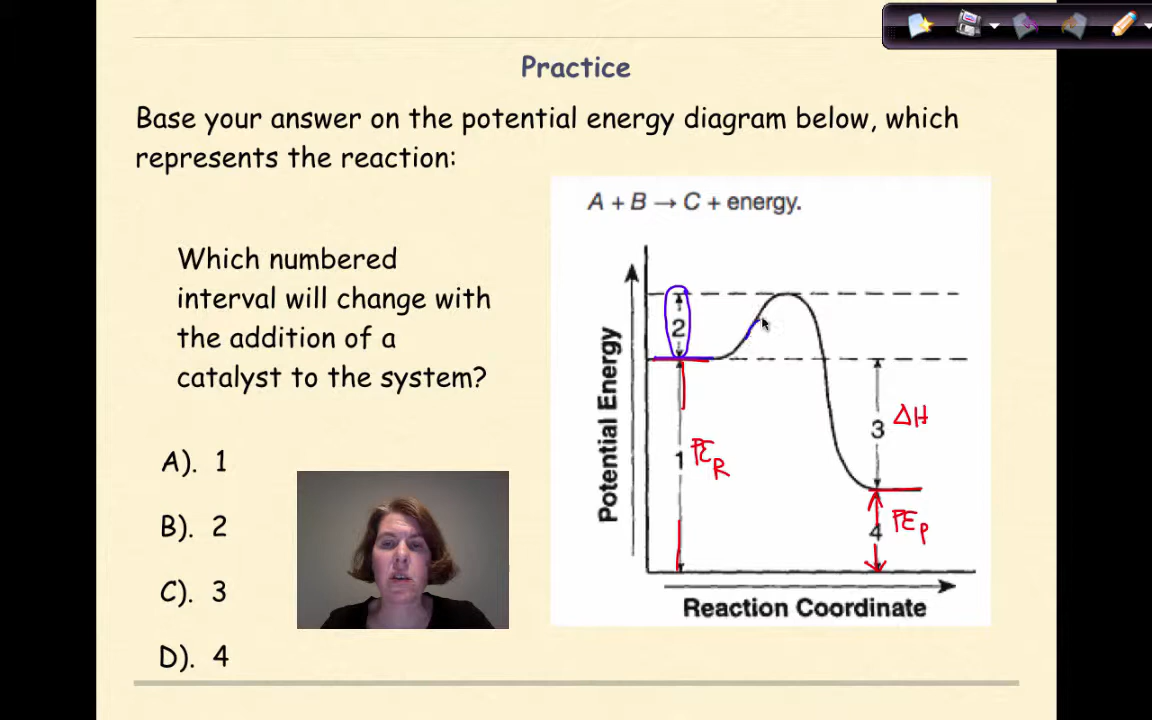 Practice
Base your answer on the potential energy diagram below, which
represents the reaction:
A + B → C + energy.
Which numbered
interval will change with
the addition of a
catalyst to the system?
A). 1
B). 2
C). 3
D). 4
Potential Energy
2
1
PE_R
3
ΔH
4
PE_P
Reaction Coordinate